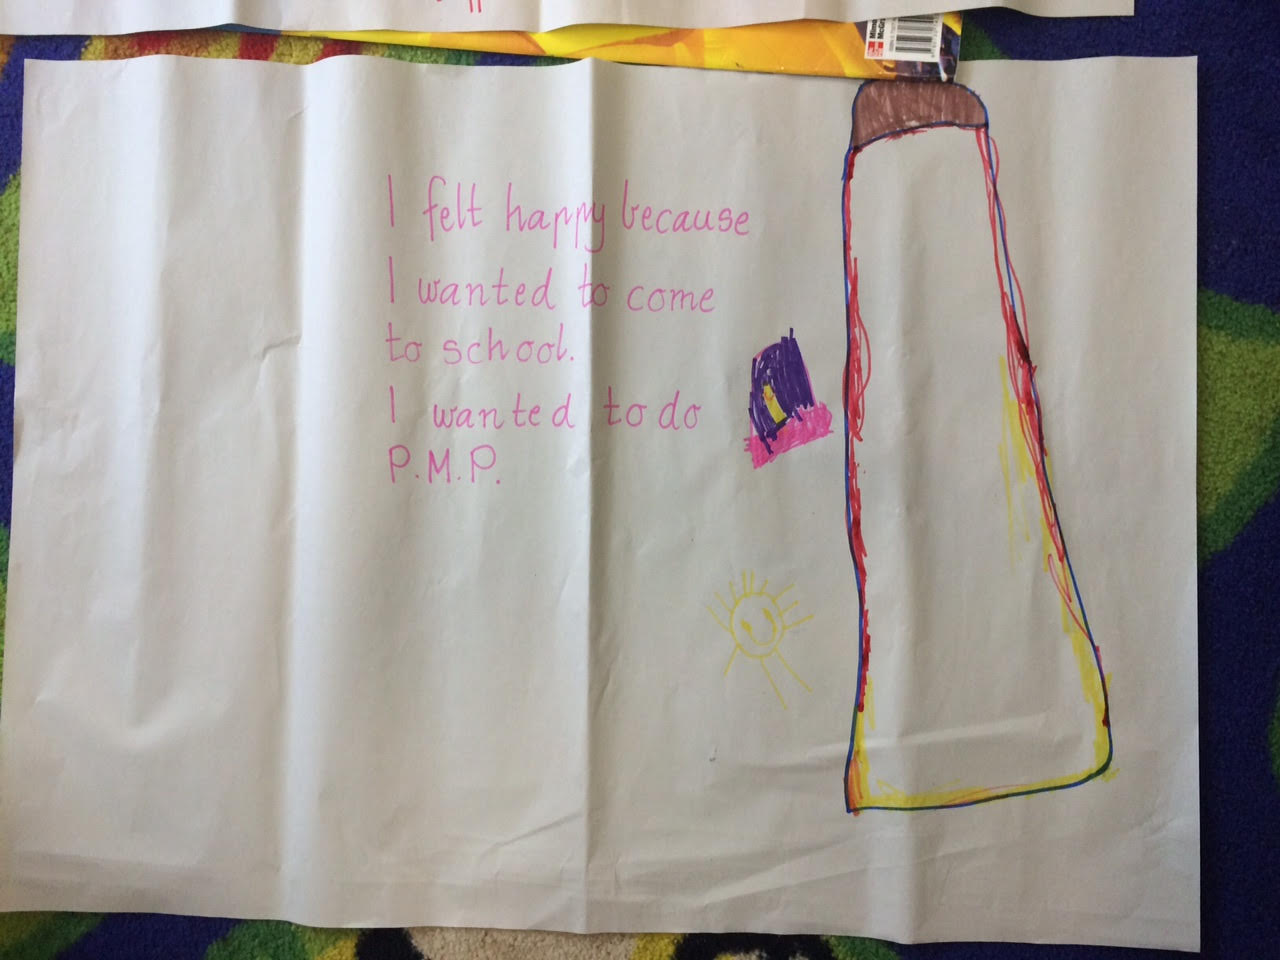 I felt happy because
I wanted to come
to school.
I wanted to do
P.M.P.